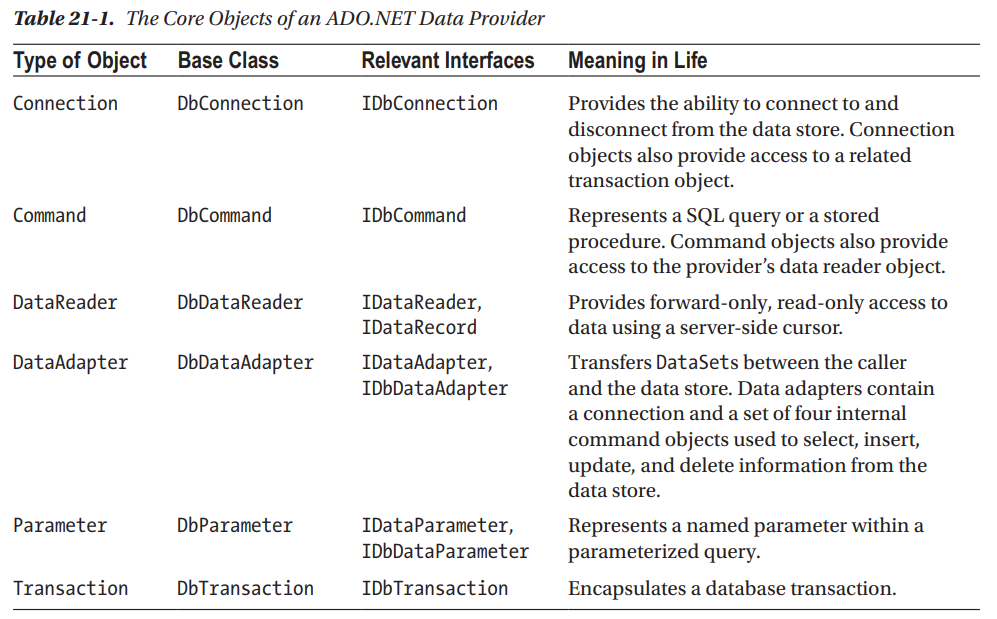 Table 21-1. The Core Objects of an ADO.NET Data Provider
Type of Object Base Class Relevant Interfaces Meaning in Life
Connection DbConnection IDbConnection Provides the ability to connect to and
disconnect from the data store. Connection
objects also provide access to a related
transaction object.
Command DbCommand IDbCommand Represents a SQL query or a stored
procedure. Command objects also provide
access to the provider’s data reader object.
DataReader DbDataReader IDataReader, Provides forward-only, read-only access to
IDataRecord data using a server-side cursor.
DataAdapter DbDataAdapter IDataAdapter, Transfers DataSets between the caller
IDbDataAdapter and the data store. Data adapters contain
a connection and a set of four internal
command objects used to select, insert,
update, and delete information from the
data store.
Parameter DbParameter IDataParameter, Represents a named parameter within a
IDbDataParameter parameterized query.
Transaction DbTransaction IDbTransaction Encapsulates a database transaction.